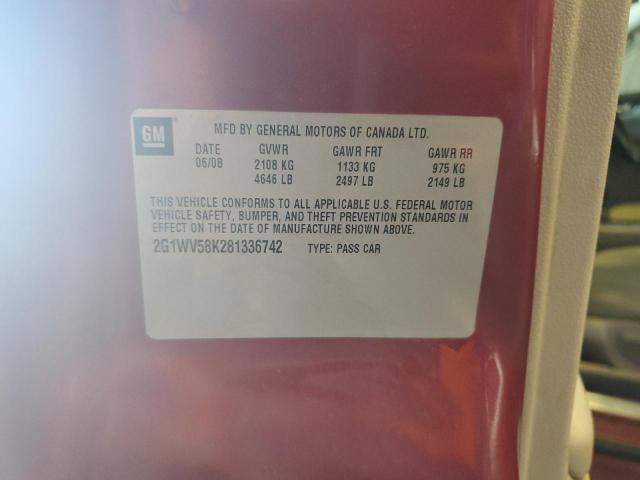 GM
MFD BY GENERAL MOTORS OF CANADA LTD.
DATE GVWR GAWR FRT GAWR RR
06/08 2108 KG 1133 KG 975 KG
4646 LB 2497 LB 2149 LB
THIS VEHICLE CONFORMS TO ALL APPLICABLE U.S. FEDERAL MOTOR
VEHICLE SAFETY, BUMPER, AND THEFT PREVENTION STANDARDS IN
EFFECT ON THE DATE OF MANUFACTURE SHOWN ABOVE.
2G1WV58K281336742 TYPE: PASS CAR